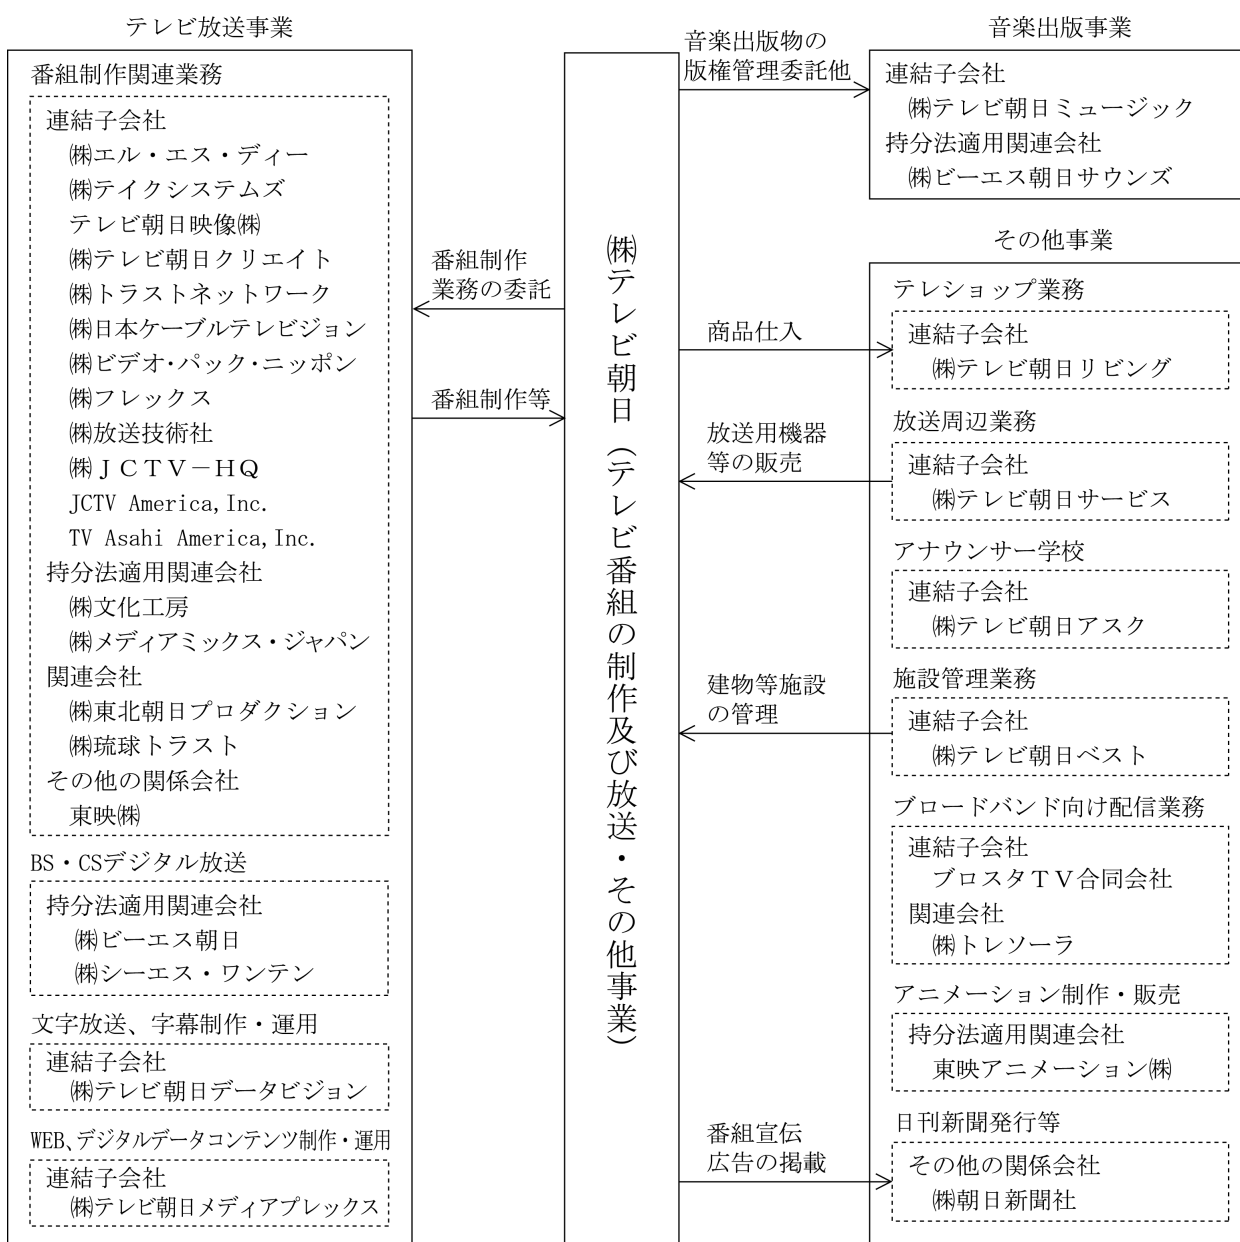 テレビ放送事業
番組制作関連業務
連結子会社
㈱エル・エス・ディー
㈱テイクシステムズ
テレビ朝日映像㈱
㈱テレビ朝日クリエイト
㈱トラストネットワーク
㈱日本ケーブルテレビジョン
㈱ビデオ・パック・ニッポン
㈱フレックス
㈱放送技術社
㈱ＪＣＴＶ－ＨＱ
JCTV America,Inc.
TV Asahi America,Inc.
持分法適用関連会社
㈱文化工房
㈱メディアミックス・ジャパン
関連会社
㈱東北朝日プロダクション
㈱琉球トラスト
その他の関係会社
東映㈱
BS・CSデジタル放送
持分法適用関連会社
㈱ビーエス朝日
㈱シーエス・ワンテン
文字放送、字幕制作・運用
連結子会社
㈱テレビ朝日データビジョン
WEB、デジタルデータコンテンツ制作・運用
連結子会社
㈱テレビ朝日メディアプレックス
番組制作
業務の委託
番組制作等
㈱テレビ朝日（テレビ番組の制作及び放送・その他事業）
音楽出版物の
版権管理委託他
商品仕入
放送用機器
等の販売
建物等施設
の管理
番組宣伝
広告の掲載
音楽出版事業
連結子会社
㈱テレビ朝日ミュージック
持分法適用関連会社
㈱ビーエス朝日サウンズ
その他事業
テレショップ業務
連結子会社
㈱テレビ朝日リビング
放送周辺業務
連結子会社
㈱テレビ朝日サービス
アナウンサー学校
連結子会社
㈱テレビ朝日アスク
施設管理業務
連結子会社
㈱テレビ朝日ベスト
ブロードバンド向け配信業務
連結子会社
ブロスタＴＶ合同会社
関連会社
㈱トレソーラ
アニメーション制作・販売
持分法適用関連会社
東映アニメーション㈱
日刊新聞発行等
その他の関係会社
㈱朝日新聞社